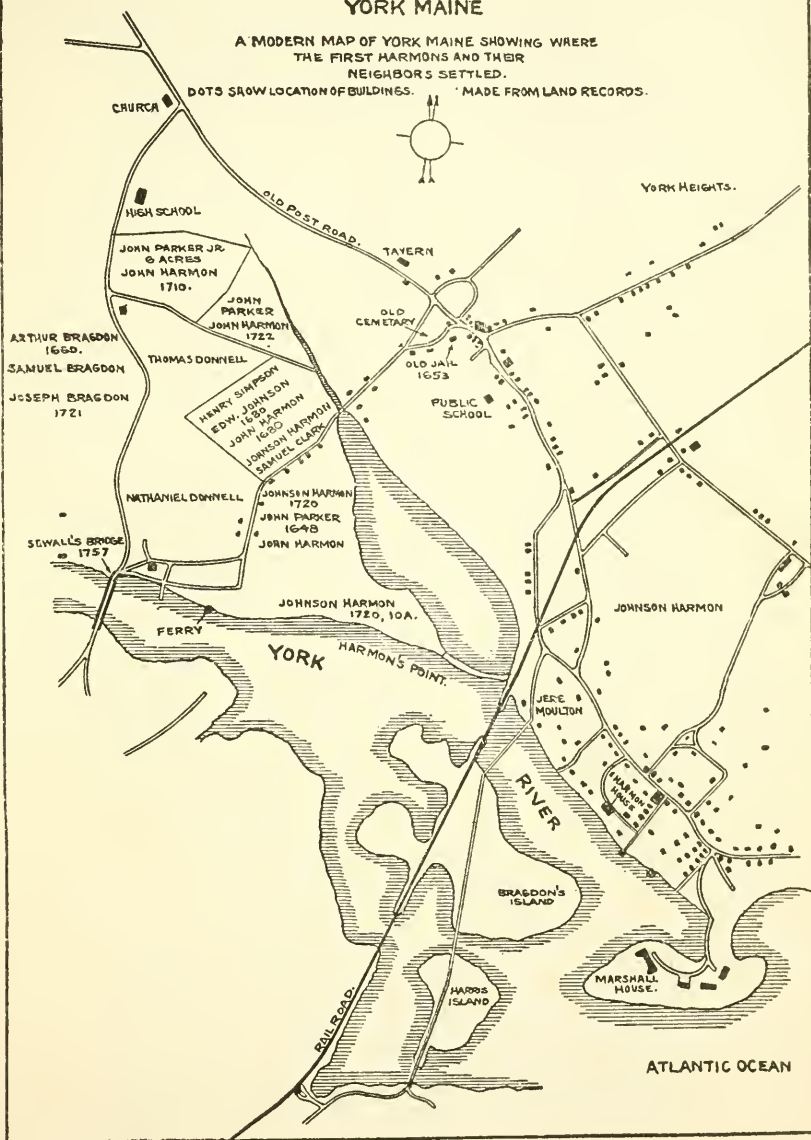 YORK MAINE
A MODERN MAP OF YORK MAINE SHOWING WHERE
THE FIRST HARMONS AND THEIR
NEIGHBORS SETTLED.
DOTS SHOW LOCATION OF BUILDINGS. MADE FROM LAND RECORDS.
CHURCH
YORK HEIGHTS.
HIGH SCHOOL
OLD POST ROAD.
TAVERN
JOHN PARKER JR.
6 ACRES
JOHN HARMON
1710.
JOHN
PARKER
JOHN HARMON
1722
OLD
CEMETARY
OLD JAIL
1653
ARTHUR BRAGDON
1660.
SAMUEL BRAGDON
JOSEPH BRAGDON
1721
THOMAS DONNELL
HENRY SIMPSON
EDW. JOHNSON
1680
JOHN HARMON
1680
JOHNSON HARMON
SAMUEL CLARK
PUBLIC
SCHOOL
NATHANIEL DONNELL
JOHNSON HARMON
1720
JOHN PARKER
1648
JOHN HARMON
SEWALL'S BRIDGE
1757
FERRY
JOHNSON HARMON
1720, 10A.
HARMON'S POINT.
JOHNSON HARMON
YORK
RIVER
JERE
MOULTON
HARMON
HOUSE
BRAGDON'S
ISLAND
MARSHALL
HOUSE.
HARRIS
ISLAND
RAILROAD.
ATLANTIC OCEAN